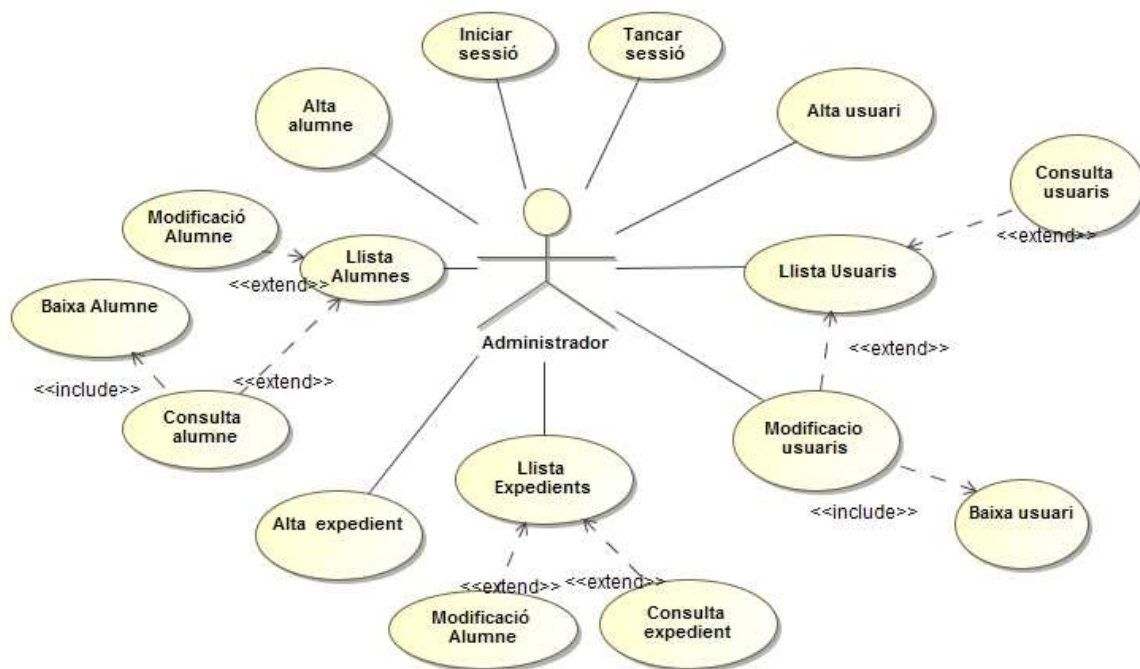 Iniciar
sessió
Tancar
sessió
Alta
alumne
Alta usuari
Consulta
usuaris
<<extend>>
Modificació
Alumne
Llista
Alumnes
<<extend>>
Llista Usuaris
Baixa Alumne
<<include>>
<<extend>>
Consulta
alumne
Administrador
<<extend>>
Modificacio
usuaris
<<include>>
Baixa usuari
Llista
Expedients
Alta expedient
<<extend>>
<<extend>>
Modificació
Alumne
Consulta
expedient